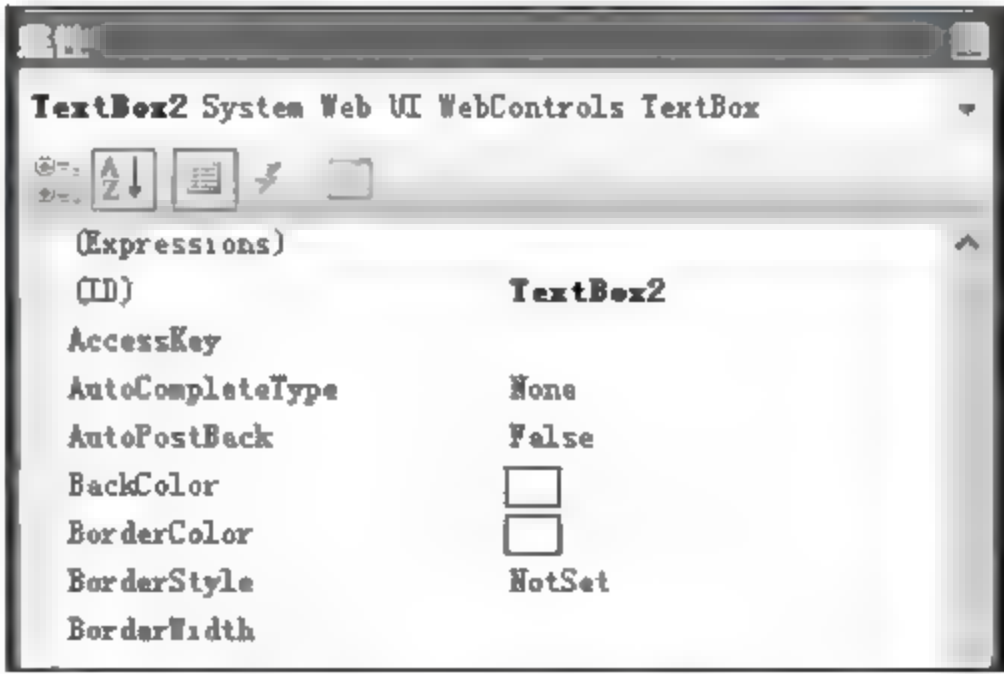 TextBox2 System Web UI WebControls TextBox
A
Z
(Expressions)
(ID) TextBox2
AccessKey
AutoCompleteType None
AutoPostBack False
BackColor
BorderColor
BorderStyle NotSet
BorderWidth